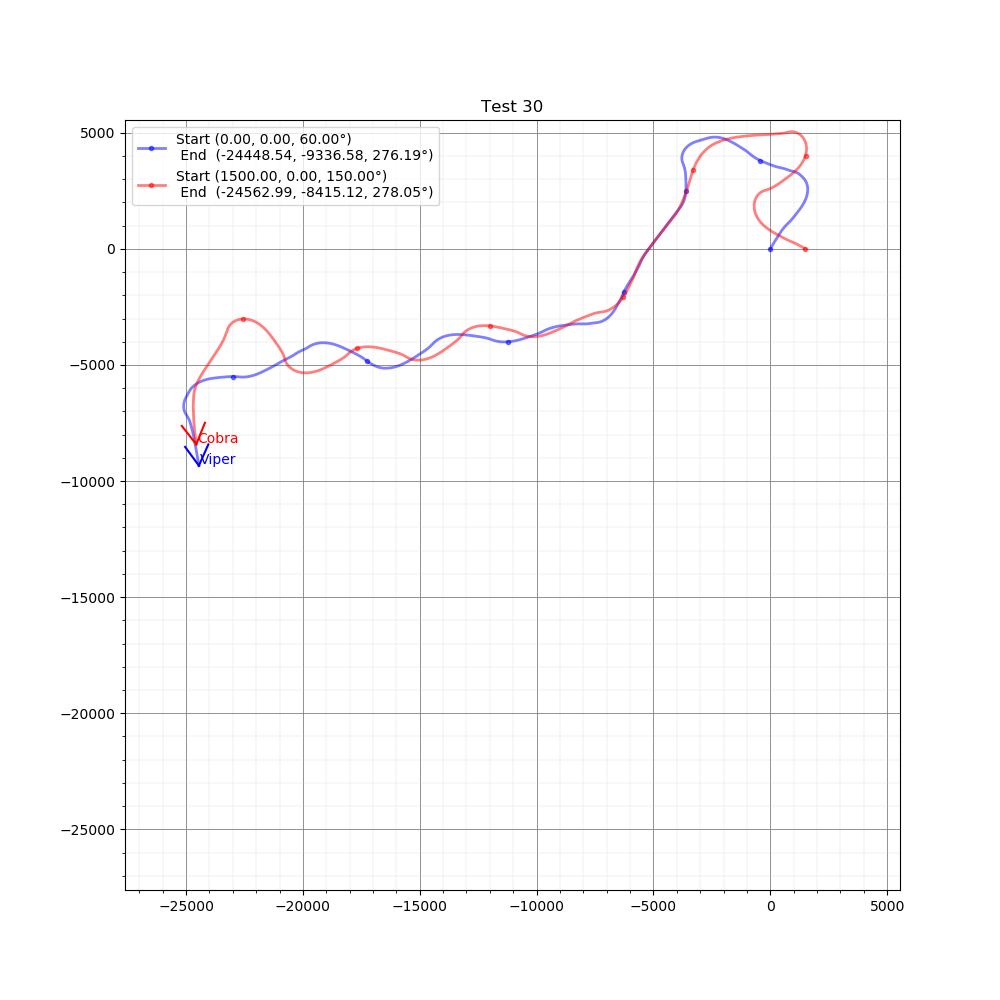 Test 30
Start (0.00, 0.00, 60.00°)
End (-24448.54, -9336.58, 276.19°)
Start (1500.00, 0.00, 150.00°)
End (-24562.99, -8415.12, 278.05°)
5000
0
−5000
−10000
−15000
−20000
−25000
Cobra
Viper
−25000 −20000 −15000 −10000 −5000 0 5000